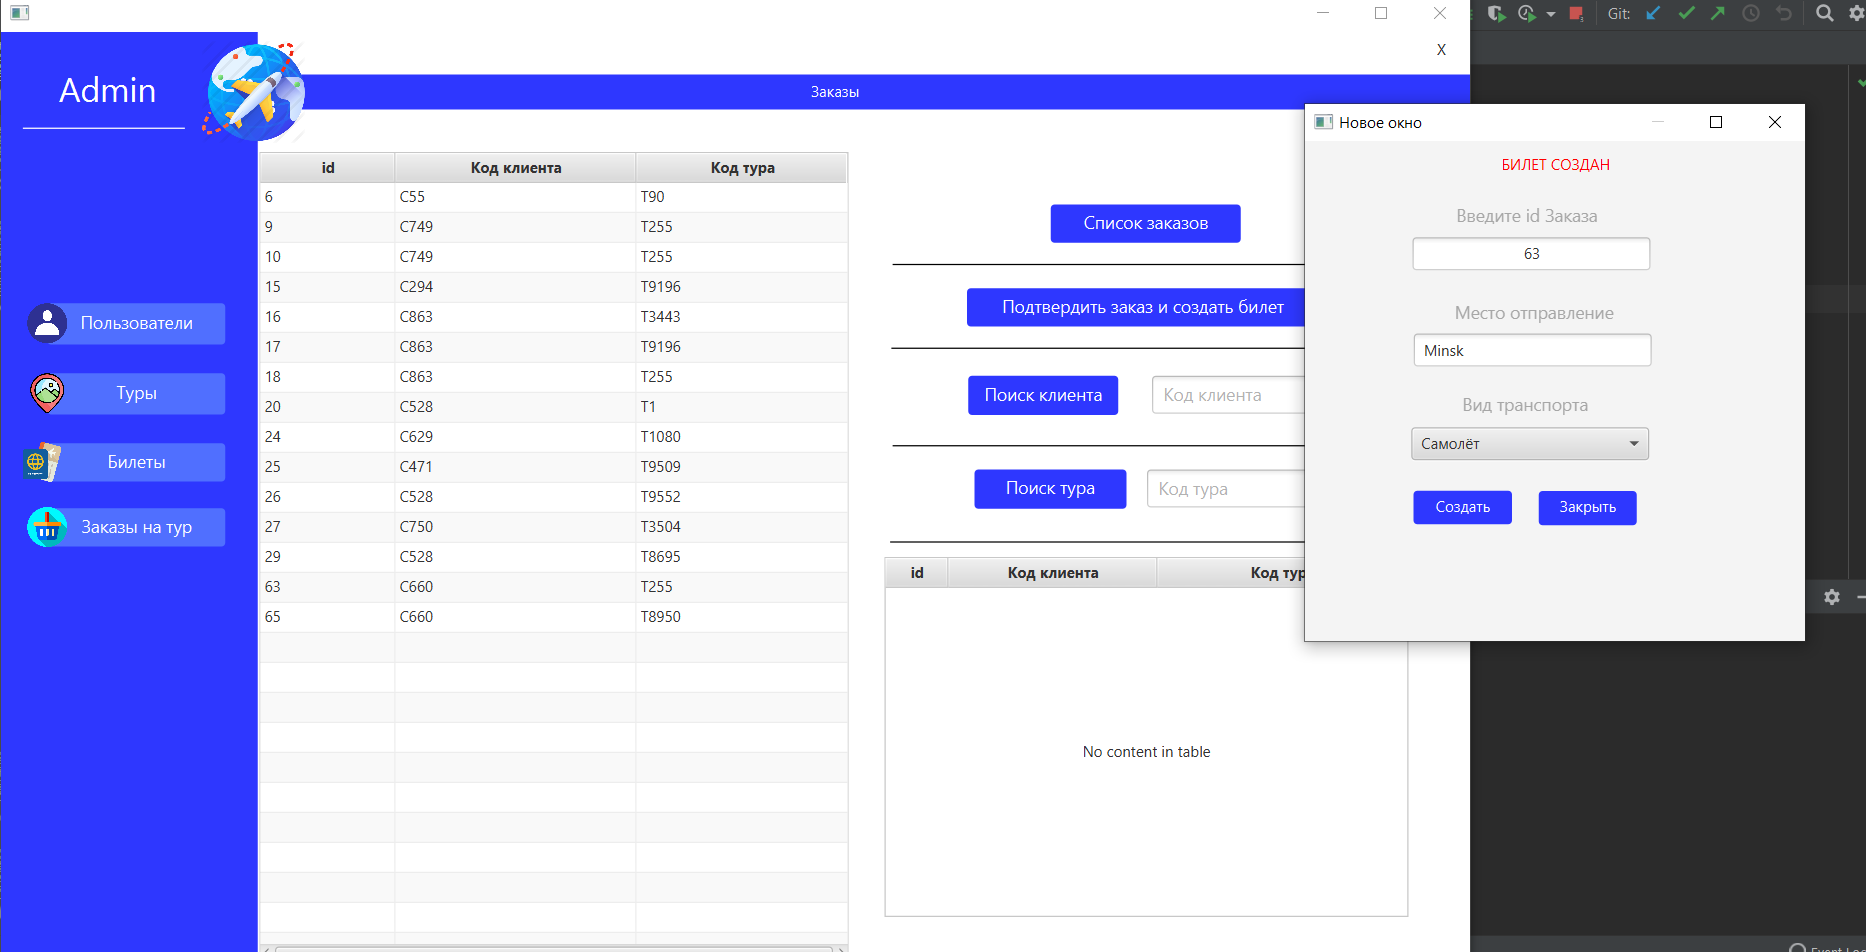 Git:
X
Admin
Заказы
Пользователи
Туры
Билеты
Заказы на тур
id Код клиента Код тура
6 C55 T90
9 C749 T255
10 C749 T255
15 C294 T9196
16 C863 T3443
17 C863 T9196
18 C863 T255
20 C528 T1
24 C629 T1080
25 C471 T9509
26 C528 T9552
27 C750 T3504
29 C528 T8695
63 C660 T255
65 C660 T8950
Список заказов
Подтвердить заказ и создать билет
Поиск клиента Код клиента
Поиск тура Код тура
id Код клиента Код тур
No content in table
Новое окно
БИЛЕТ СОЗДАН
Введите id Заказа
63
Место отправление
Minsk
Вид транспорта
Самолёт
Создать Закрыть